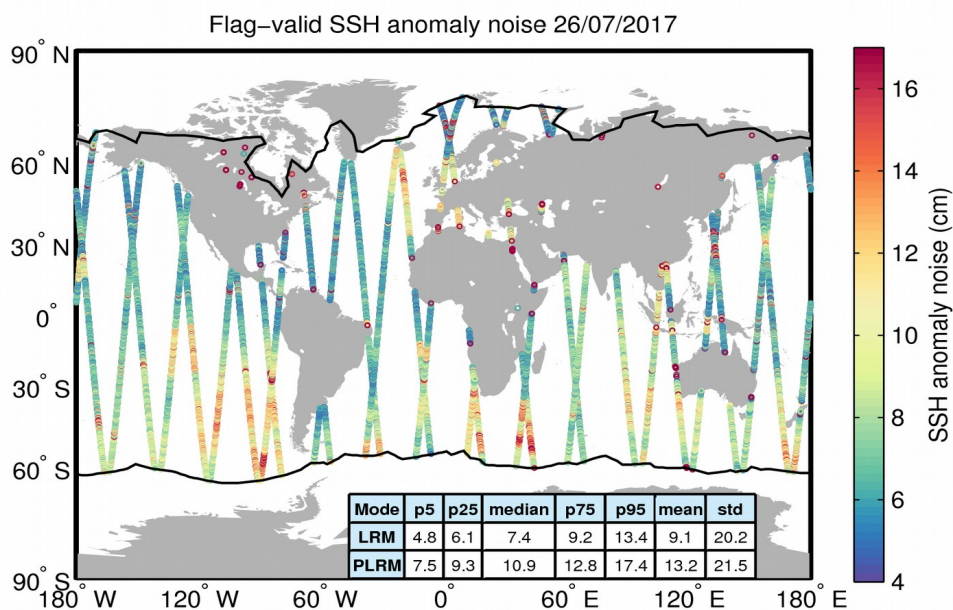 Flag−valid SSH anomaly noise 26/07/2017
90° N
60° N
30° N
0°
30° S
60° S
90° S
180° W 120° W 60° W 0° 60° E 120° E 180° E
Mode p5 p25 median p75 p95 mean std
LRM 4.8 6.1 7.4 9.2 13.4 9.1 20.2
PLRM 7.5 9.3 10.9 12.8 17.4 13.2 21.5
16
14
12
10
8
6
4
SSH anomaly noise (cm)